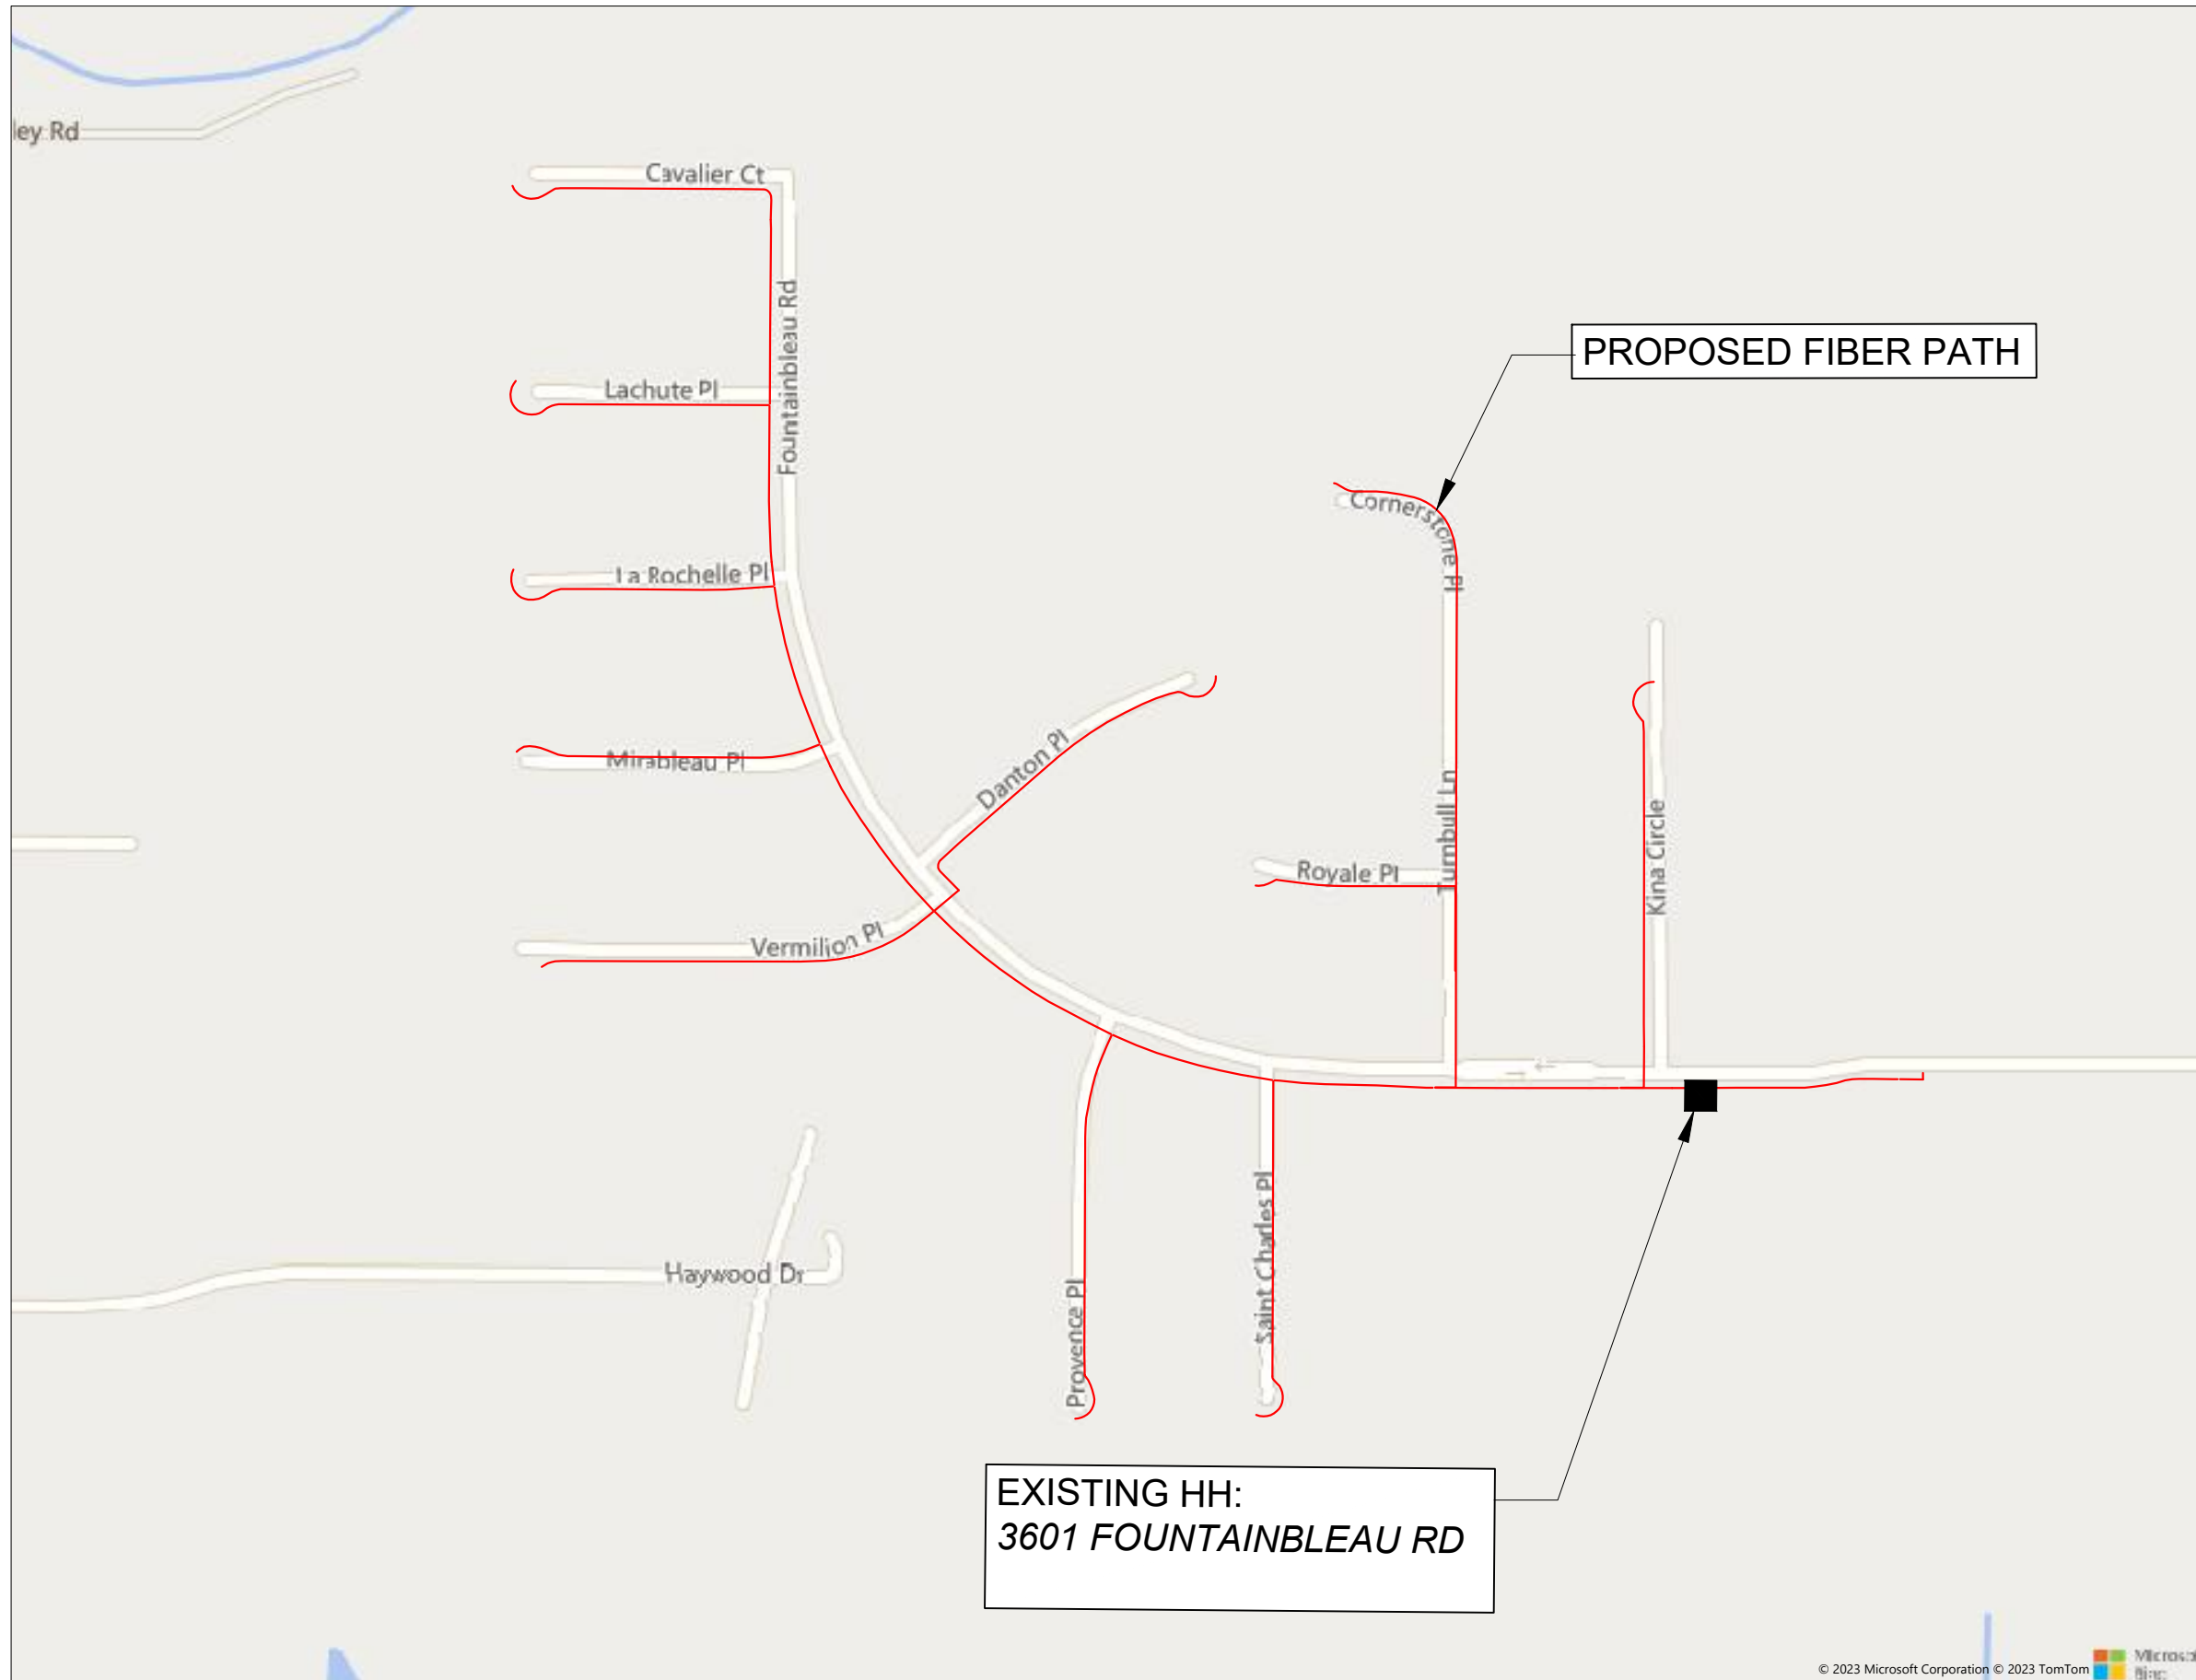 ley Rd
Cavalier Ct
Fountainbleau Rd
PROPOSED FIBER PATH
Lachute Pl
Cornerstone Pl
La Rochelle Pl
Mirableau Pl
Danton Pl
Turnbull Ln
Kina Circle
Royale Pl
Vermilion Pl
Haywood Dr
Provence Pl
Saint Charles Pl
EXISTING HH:
3601 FOUNTAINBLEAU RD
© 2023 Microsoft Corporation © 2023 TomTom